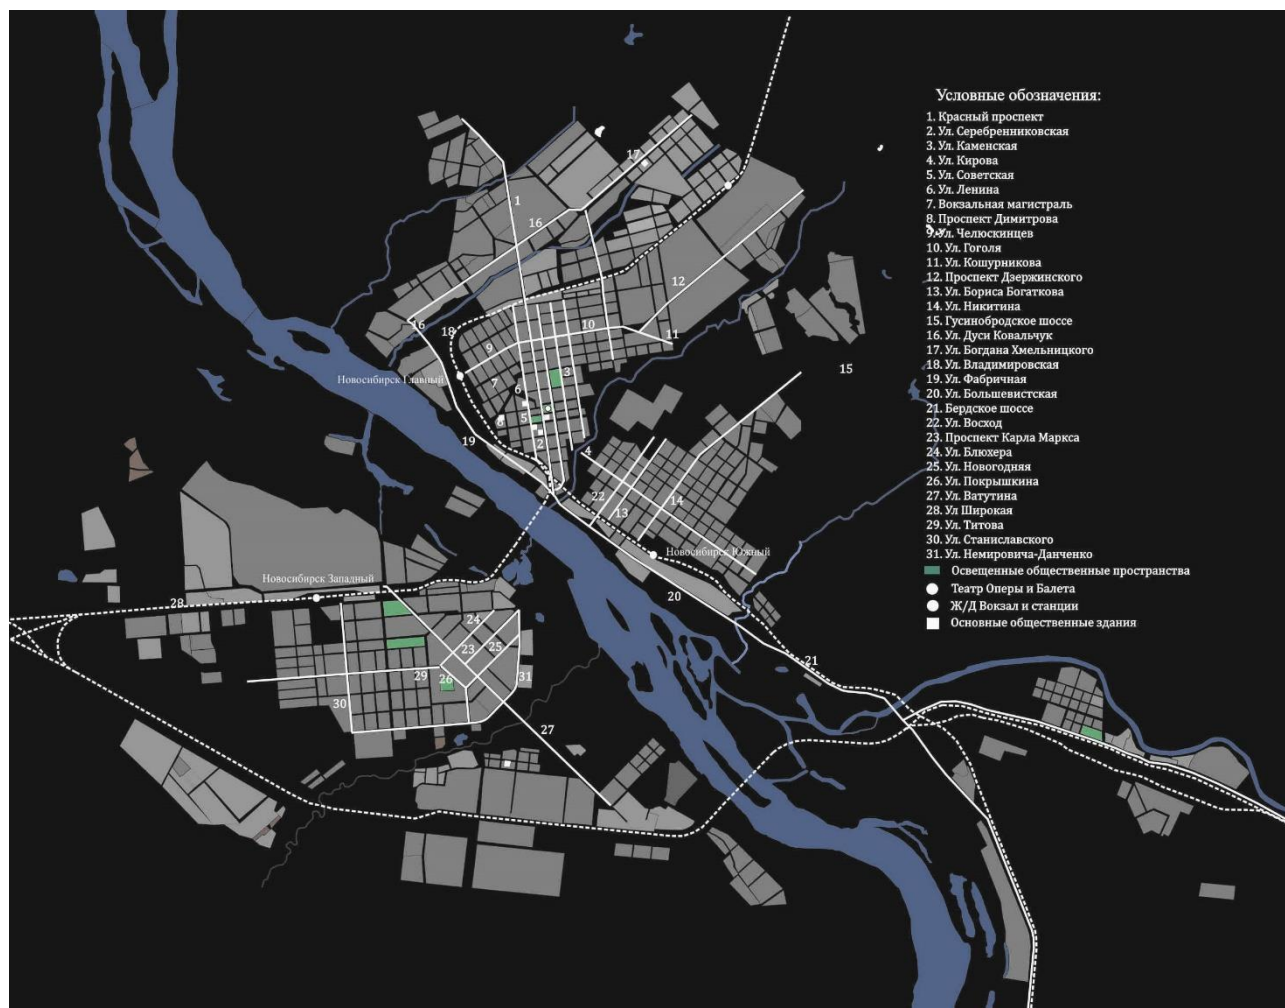 Условные обозначения:
1. Красный проспект
2. Ул. Серебренниковская
3. Ул. Каменская
4. Ул. Кирова
5. Ул. Советская
6. Ул. Ленина
7. Вокзальная магистраль
8. Проспект Димитрова
9. Ул. Челюскинцев
10. Ул. Гоголя
11. Ул. Кошурникова
12. Проспект Дзержинского
13. Ул. Бориса Богаткова
14. Ул. Никитина
15. Гусинобродское шоссе
16. Ул. Дуси Ковальчук
17. Ул. Богдана Хмельницкого
18. Ул. Владимировская
19. Ул. Фабричная
20. Ул. Большевистская
21. Бердское шоссе
22. Ул. Восход
23. Проспект Карла Маркса
24. Ул. Блюхера
25. Ул. Новогодняя
26. Ул. Покрышкина
27. Ул. Ватутина
28. Ул Широкая
29. Ул. Титова
30. Ул. Станиславского
31. Ул. Немировича-Данченко
Освещенные общественные пространства
Театр Оперы и Балета
Ж/Д Вокзал и станции
Основные общественные здания
17
1
16
12
16
18
10
11
9
3
15
Новосибирск Главный
7
6
5
8
2
19
4
22
13
14
Новосибирск Южный
Новосибирск Западный
20
28
24
23
25
21
29
26
31
30
27